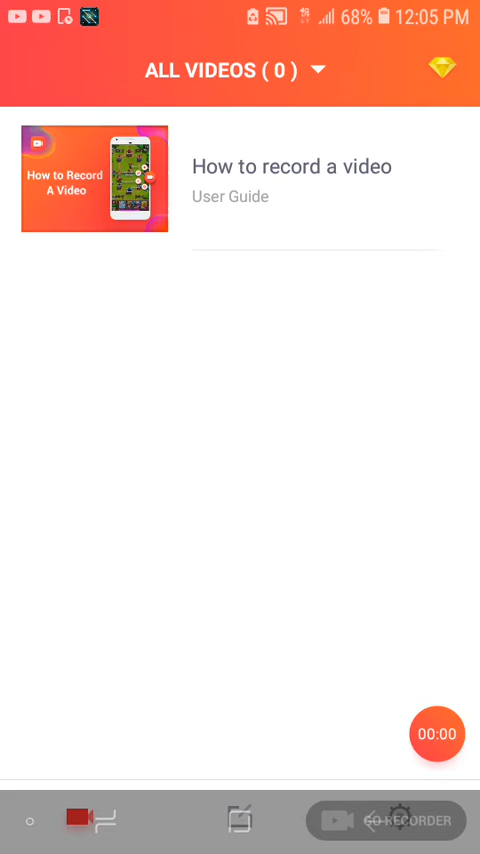 68% 12:05 PM
ALL VIDEOS ( 0 )
How to Record
A Video
How to record a video
User Guide
00:00
GO RECORDER